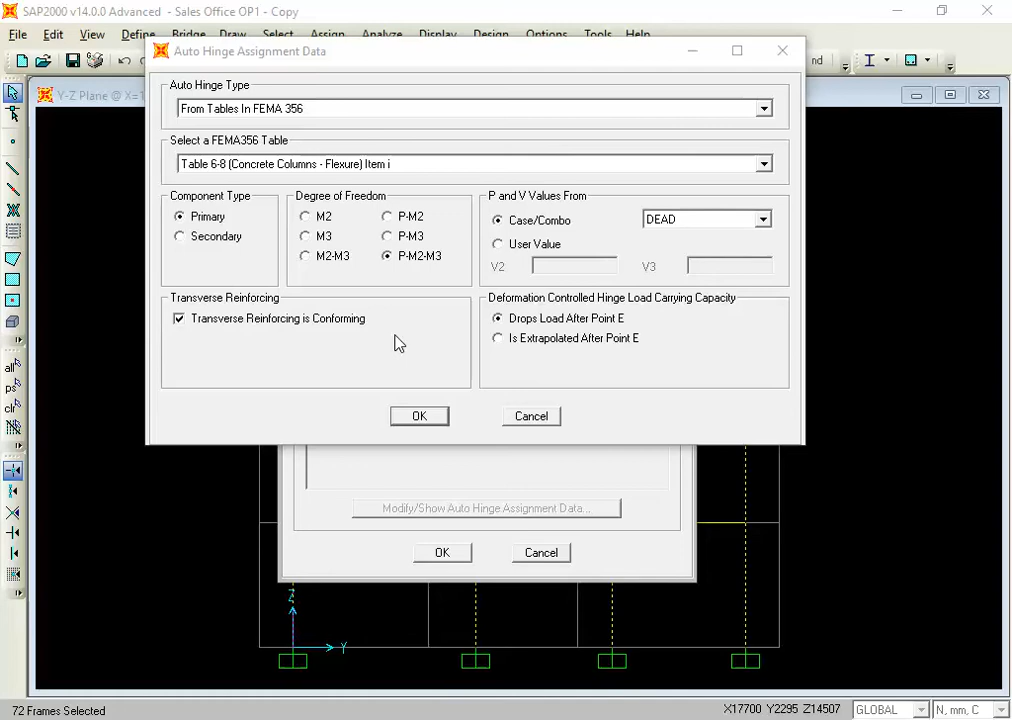 SAP2000 v14.0.0 Advanced - Sales Office OP1 - Copy
File Edit View Define Bridge Draw Select Assign Analyze Display Design Options Tools Help
Auto Hinge Assignment Data
nd
Y-Z Plane @ X=1
Auto Hinge Type
From Tables In FEMA 356
Select a FEMA356 Table
Table 6-8 (Concrete Columns - Flexure) Item i
Component Type
Primary
Secondary
Degree of Freedom
M2 P-M2
M3 P-M3
M2-M3 P-M2-M3
P and V Values From
Case/Combo DEAD
User Value
V2 V3
Transverse Reinforcing
Transverse Reinforcing is Conforming
Deformation Controlled Hinge Load Carrying Capacity
Drops Load After Point E
Is Extrapolated After Point E
OK Cancel
all
ps
clr
Modify/Show Auto Hinge Assignment Data...
OK Cancel
Z
Y
72 Frames Selected
X17700 Y2295 Z14507 GLOBAL N, mm, C